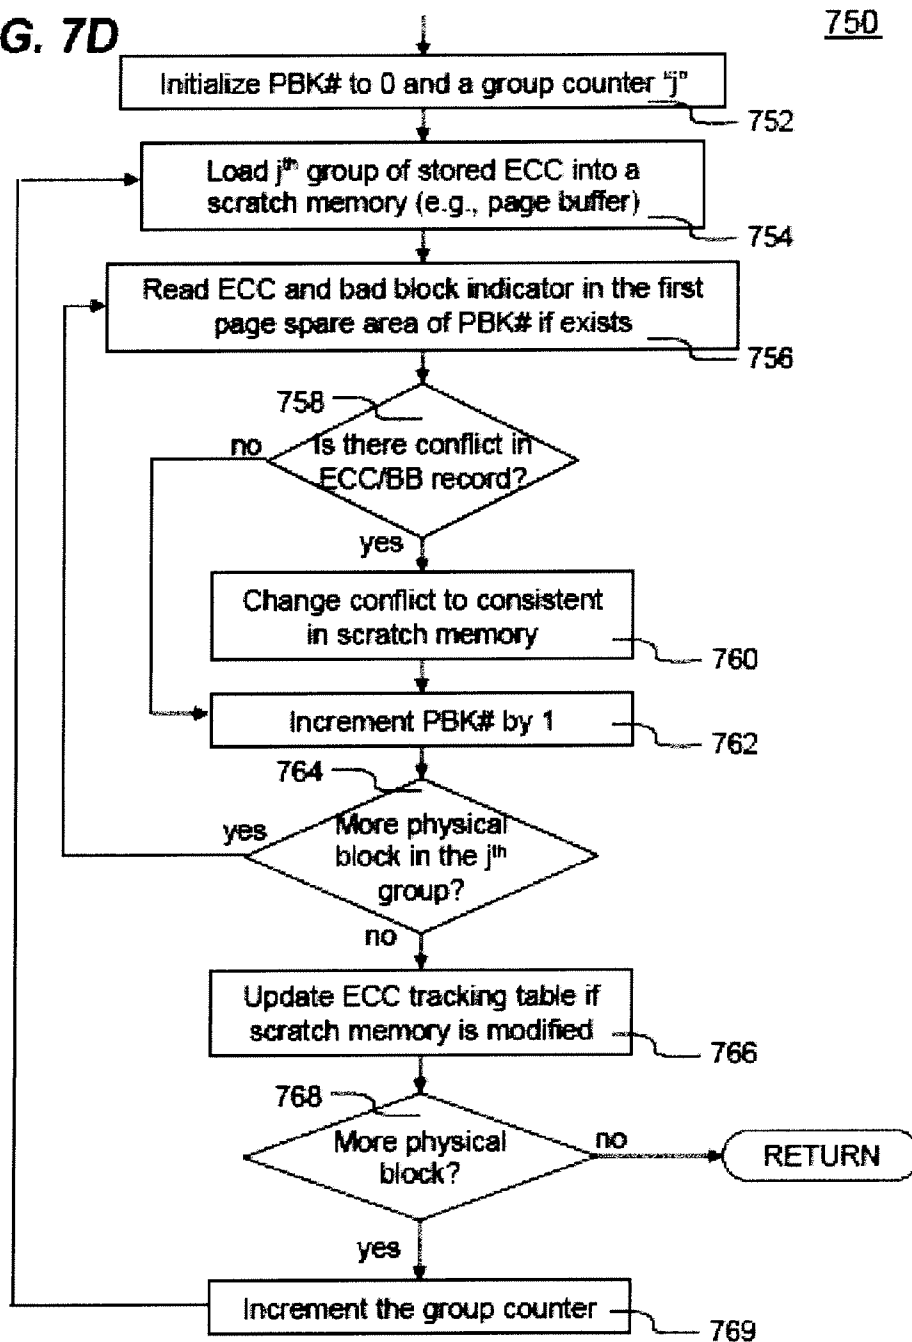 G. 7D
750
Initialize PBK# to 0 and a group counter "j"
752
Load jth group of stored ECC into a
scratch memory (e.g., page buffer)
754
Read ECC and bad block indicator in the first
page spare area of PBK# if exists
756
758
no
Is there conflict in
ECC/BB record?
yes
Change conflict to consistent
in scratch memory
760
Increment PBK# by 1
762
764
yes
More physical
block in the jth
group?
no
Update ECC tracking table if
scratch memory is modified
766
768
More physical
block?
no
RETURN
yes
Increment the group counter
769